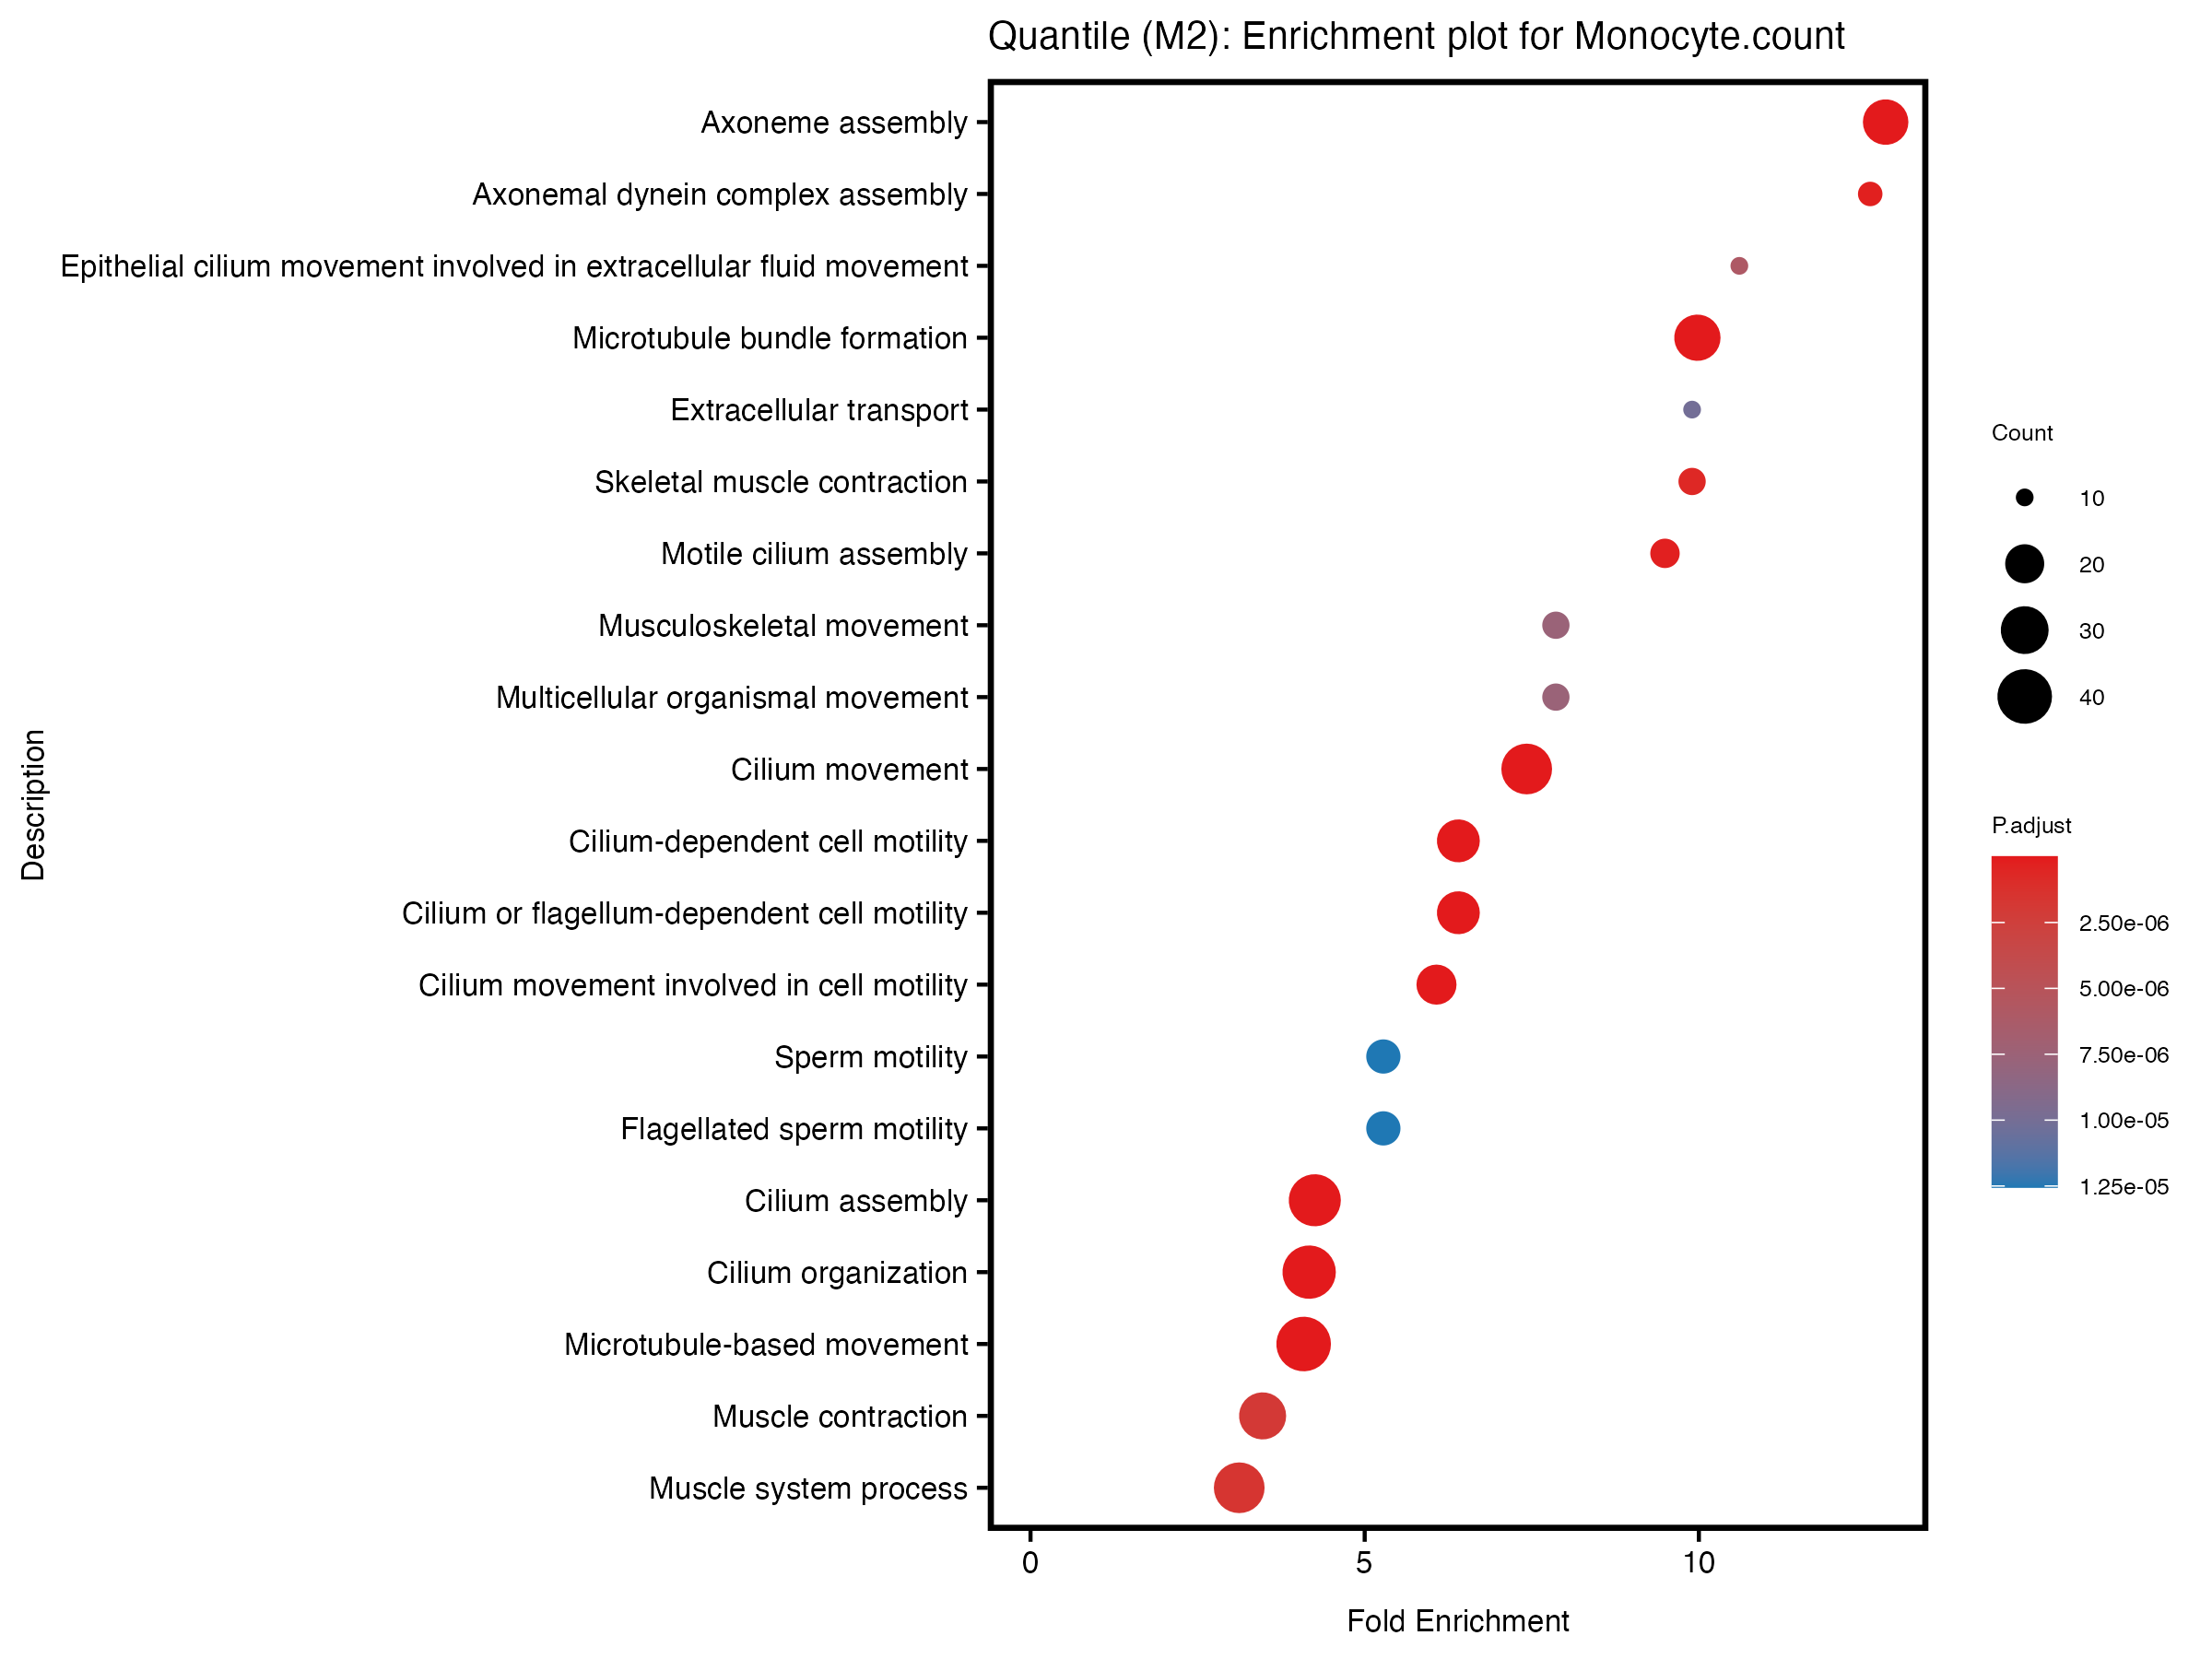 Quantile (M2): Enrichment plot for Monocyte.count
Description
Axoneme assembly
Axonemal dynein complex assembly
Epithelial cilium movement involved in extracellular fluid movement
Microtubule bundle formation
Extracellular transport
Skeletal muscle contraction
Motile cilium assembly
Musculoskeletal movement
Multicellular organismal movement
Cilium movement
Cilium-dependent cell motility
Cilium or flagellum-dependent cell motility
Cilium movement involved in cell motility
Sperm motility
Flagellated sperm motility
Cilium assembly
Cilium organization
Microtubule-based movement
Muscle contraction
Muscle system process
0 5 10
Fold Enrichment
Count
10
20
30
40
P.adjust
2.50e-06
5.00e-06
7.50e-06
1.00e-05
1.25e-05